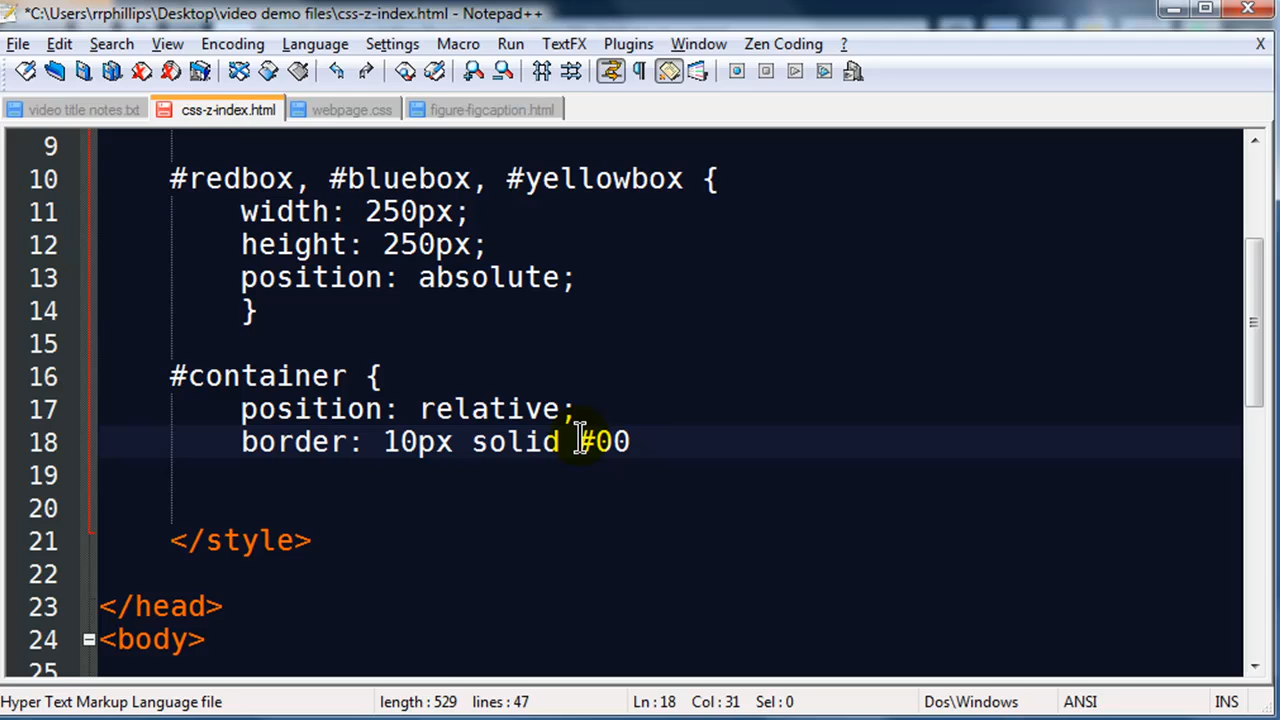 *C:\Users\rrphillips\Desktop\video demo files\css-z-index.html - Notepad++
File Edit Search View Encoding Language Settings Macro Run TextFX Plugins Window Zen Coding ? X
video title notes.txt css-z-index.html webpage.css figure-figcaption.html
9
10 #redbox, #bluebox, #yellowbox {
11 width: 250px;
12 height: 250px;
13 position: absolute;
14 }
15
16 #container {
17 position: relative;
18 border: 10px solid #00
19
20
21 </style>
22
23 </head>
24 <body>
25
Hyper Text Markup Language file length : 529 lines : 47 Ln : 18 Col : 31 Sel : 0 Dos\Windows ANSI INS